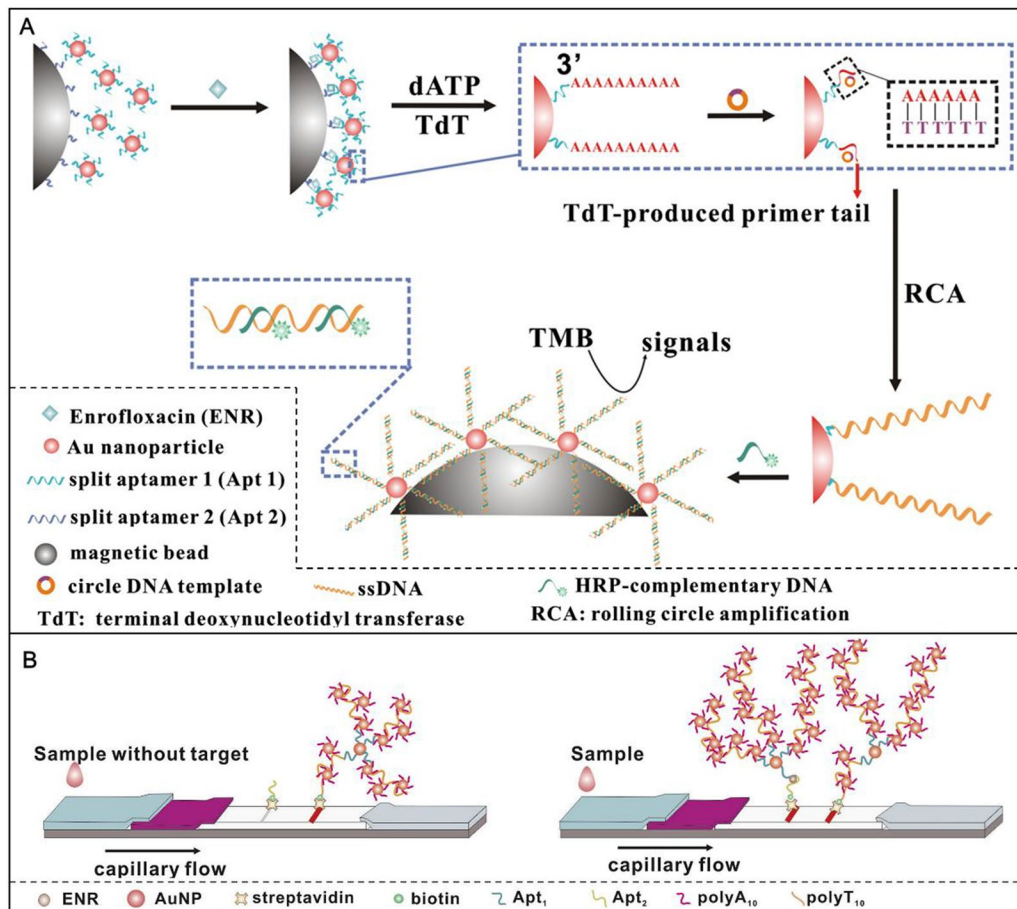 A
dATP
TdT
3’
AAAAAAAAAA
AAAAAAAAAA
AAAAAA
TTTTTT
TdT-produced primer tail
RCA
TMB
signals
Enrofloxacin (ENR)
Au nanoparticle
split aptamer 1 (Apt 1)
split aptamer 2 (Apt 2)
magnetic bead
circle DNA template
ssDNA
HRP-complementary DNA
TdT: terminal deoxynucleotidyl transferase
RCA: rolling circle amplification
B
Sample without target
capillary flow
Sample
capillary flow
ENR AuNP streptavidin biotin Apt₁ Apt₂ polyA₁₀ polyT₁₀